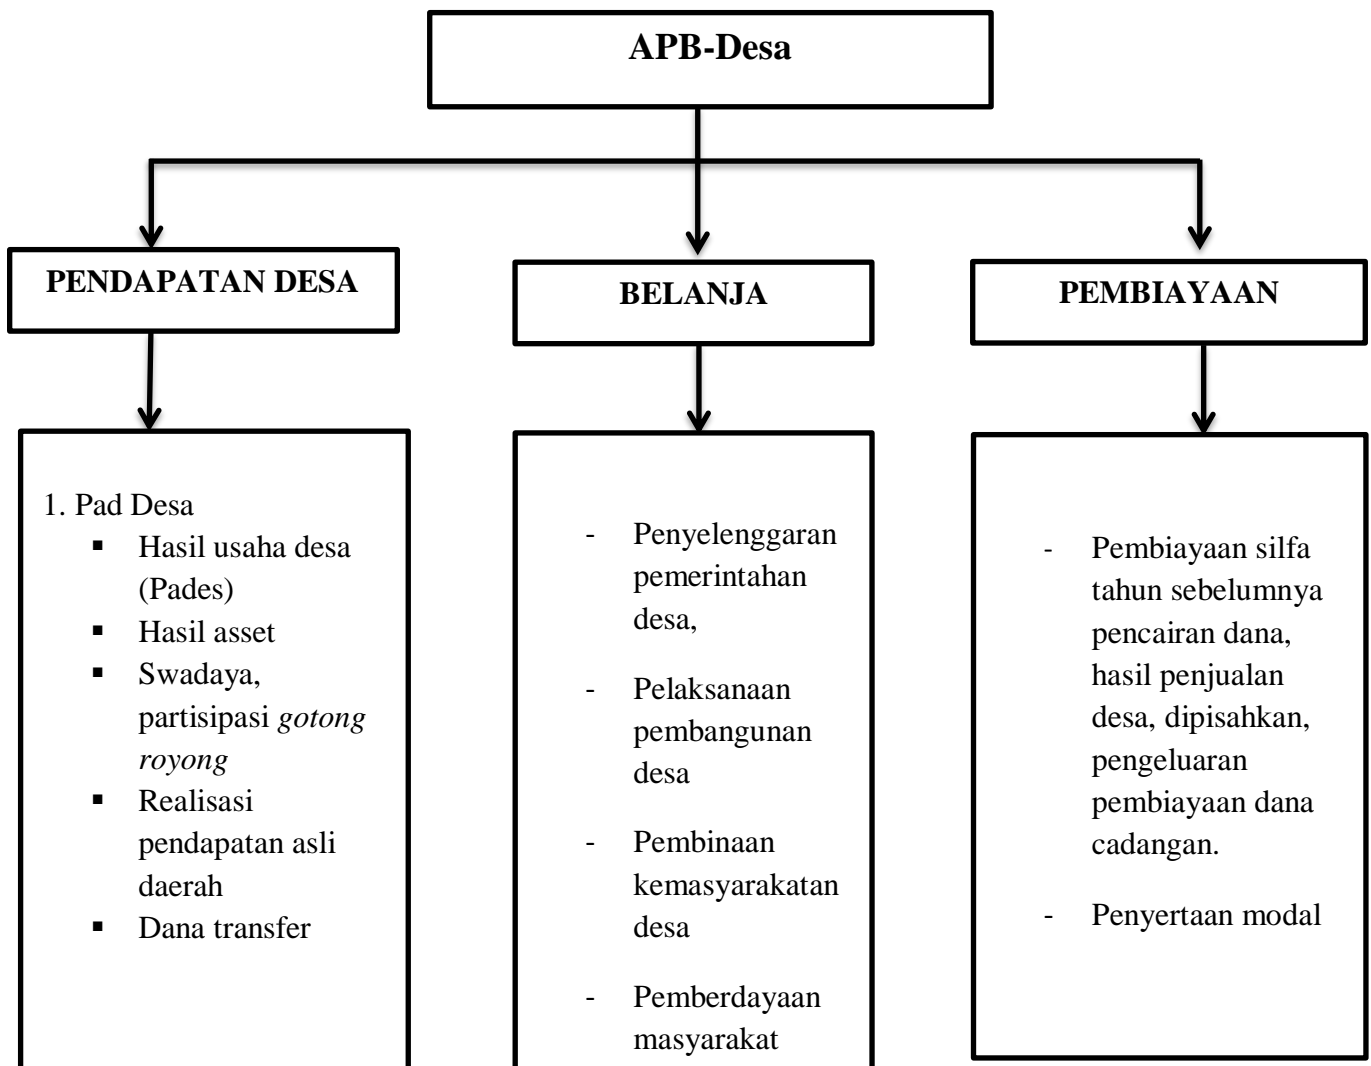 APB-Desa
PENDAPATAN DESA
BELANJA
PEMBIAYAAN
1. Pad Desa
▪ Hasil usaha desa
(Pades)
▪ Hasil asset
▪ Swadaya,
partisipasi gotong
royong
▪ Realisasi
pendapatan asli
daerah
▪ Dana transfer
- Penyelenggaran
pemerintahan
desa,
- Pelaksanaan
pembangunan
desa
- Pembinaan
kemasyarakatan
desa
- Pemberdayaan
masyarakat
- Pembiayaan silfa
tahun sebelumnya
pencairan dana,
hasil penjualan
desa, dipisahkan,
pengeluaran
pembiayaan dana
cadangan.
- Penyertaan modal